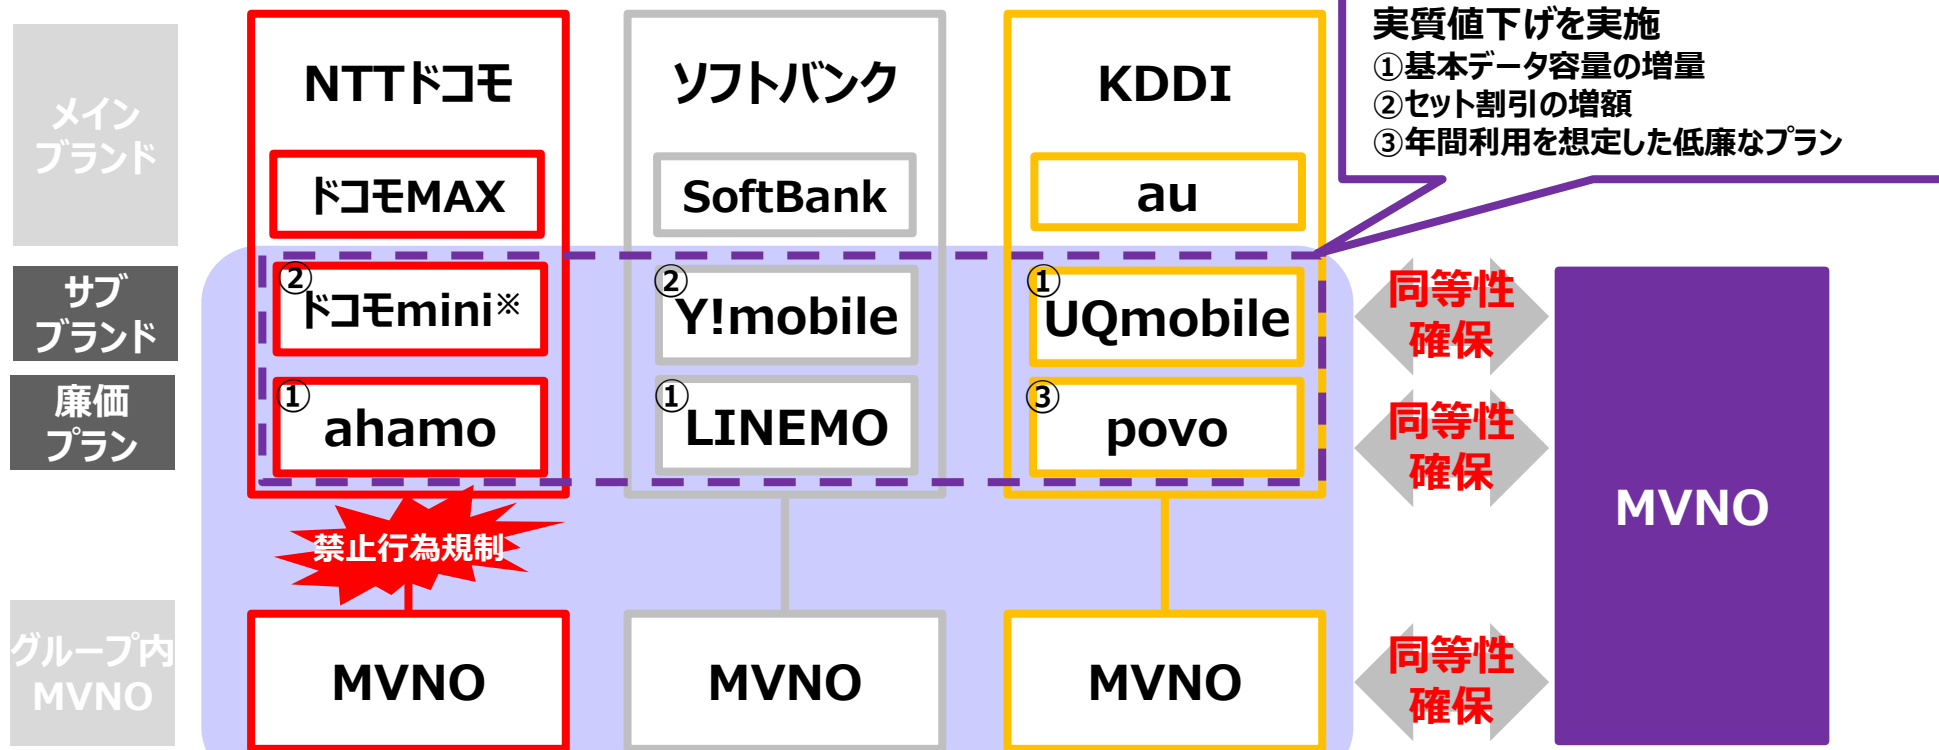 実質値下げを実施
①基本データ容量の増量
②セット割引の増額
③年間利用を想定した低廉なプラン
メイン
ブランド
NTTドコモ
ソフトバンク
KDDI
ドコモMAX
SoftBank
au
サブ
ブランド
②
ドコモmini※
②
Y!mobile
①
UQmobile
同等性
確保
廉価
プラン
①
ahamo
①
LINEMO
③
povo
同等性
確保
MVNO
禁止行為規制
グループ内
MVNO
MVNO
MVNO
MVNO
同等性
確保